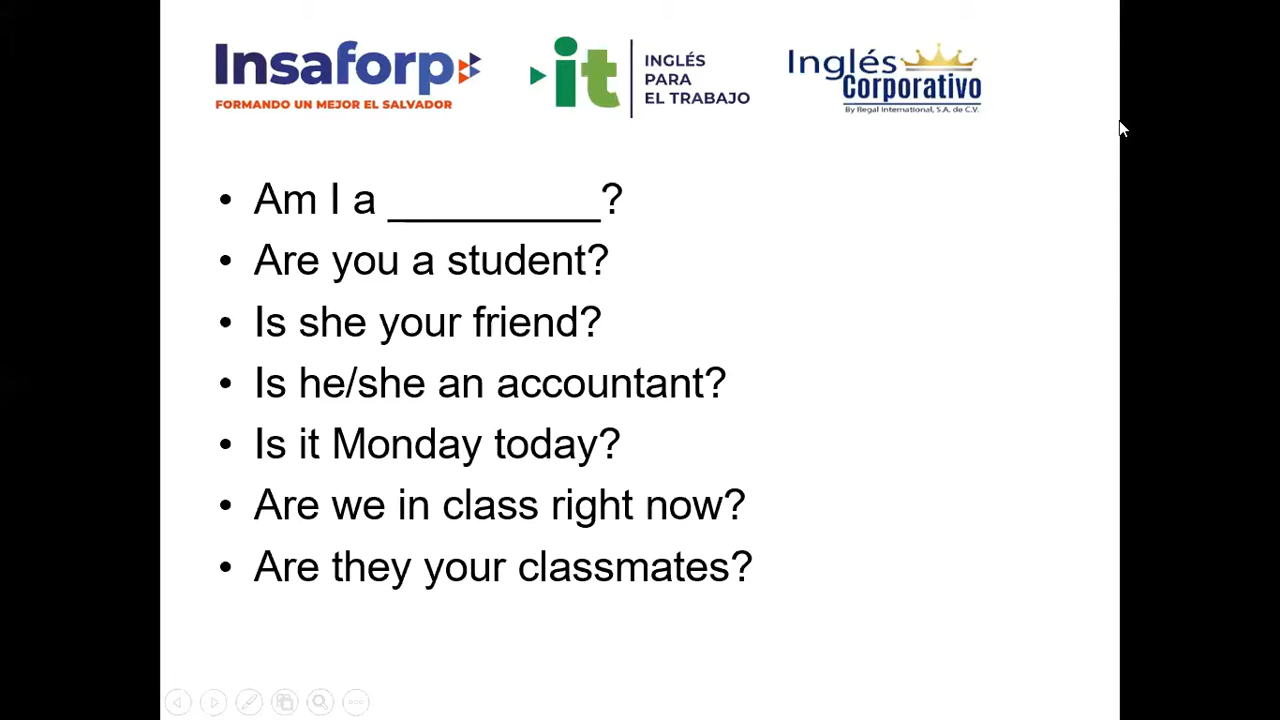 Insaforp
FORMANDO UN MEJOR EL SALVADOR
it
INGLÉS
PARA
EL TRABAJO
Inglés
Corporativo
By Regal International, S.A. de C.V.
• Am I a _________?
• Are you a student?
• Is she your friend?
• Is he/she an accountant?
• Is it Monday today?
• Are we in class right now?
• Are they your classmates?